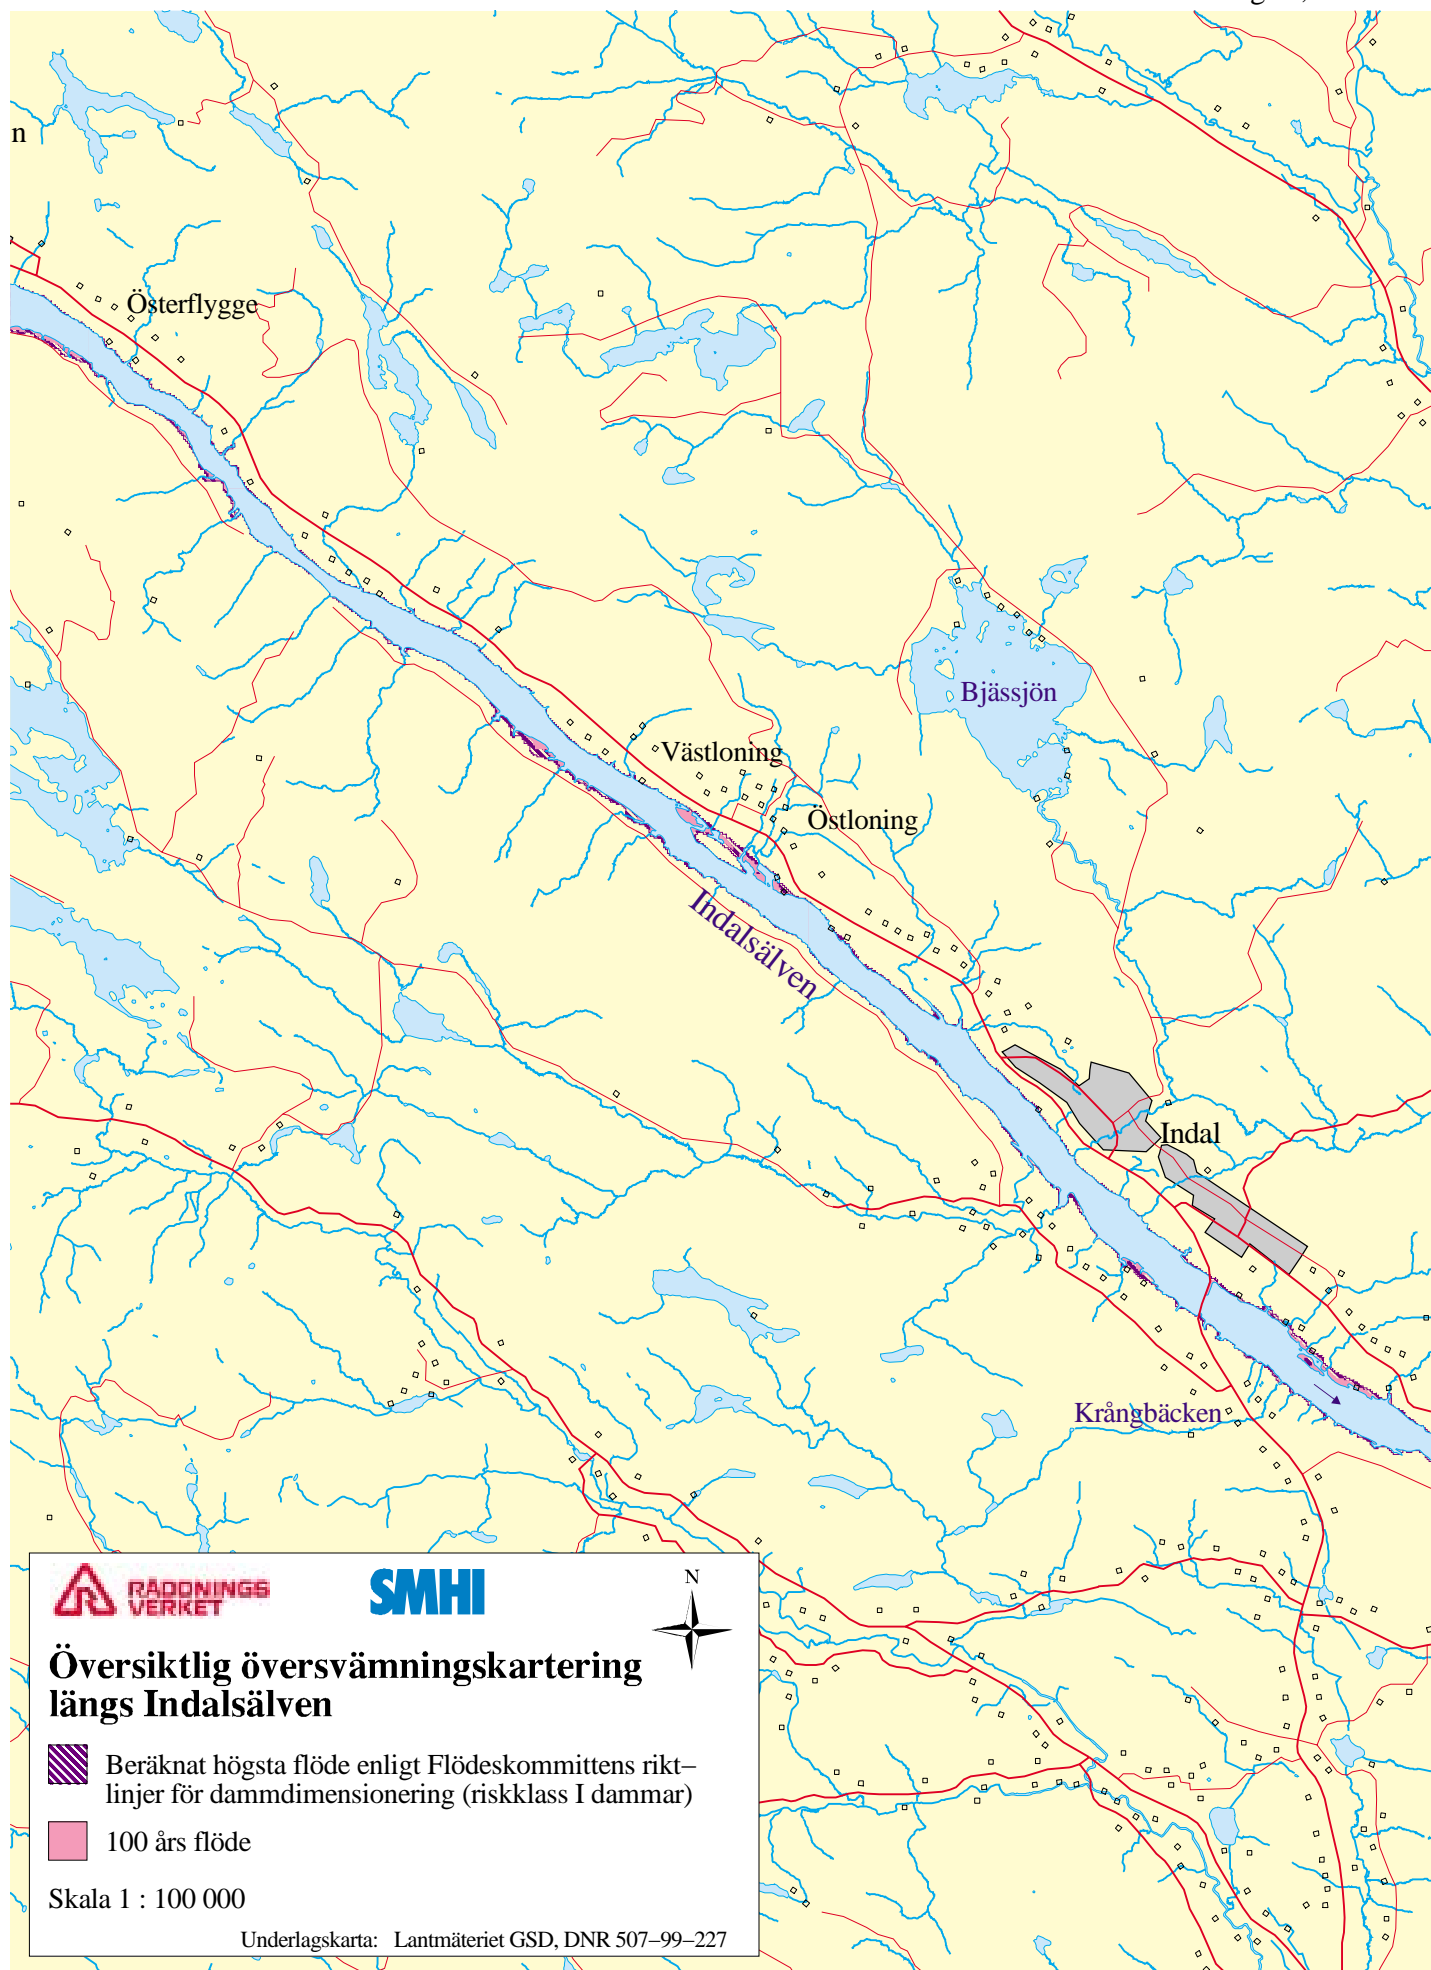 n
Österflygge
Bjässjön
Västloning
Östloning
Indalsälven
Indal
Krångbäcken
RÄDDNINGS
VERKET
SMHI
N
Översiktlig översvämningskartering
längs Indalsälven
Beräknat högsta flöde enligt Flödeskommittens rikt–
linjer för dammdimensionering (riskklass I dammar)
100 års flöde
Skala 1 : 100 000
Underlagskarta: Lantmäteriet GSD, DNR 507–99–227